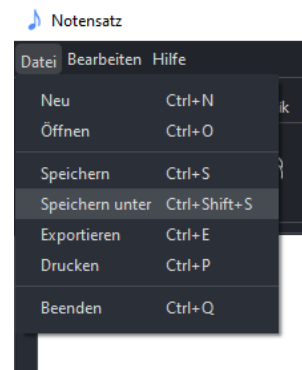 Notensatz
Datei Bearbeiten Hilfe
Neu Ctrl+N
Öffnen Ctrl+O
Speichern Ctrl+S
Speichern unter Ctrl+Shift+S
Exportieren Ctrl+E
Drucken Ctrl+P
Beenden Ctrl+Q